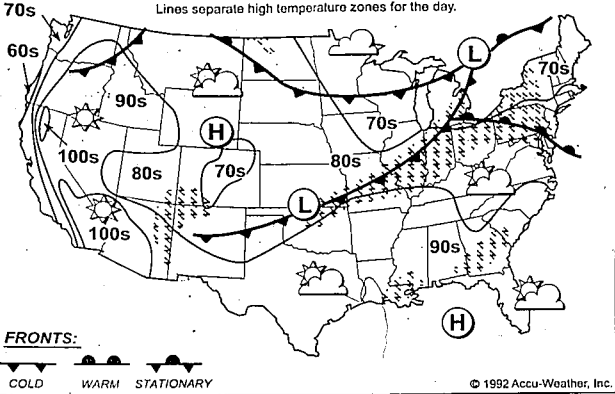 Lines separate high temperature zones for the day.
70s
60s
L
70s
90s
H
70s
100s
80s
70s
80s
L
100s
90s
H
FRONTS:
COLD
WARM
STATIONARY
© 1992 Accu-Weather, Inc.